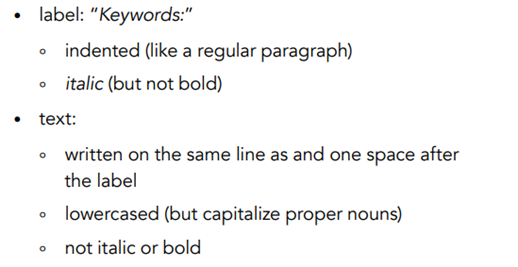 • label: “Keywords:”
◦ indented (like a regular paragraph)
◦ italic (but not bold)
• text:
◦ written on the same line as and one space after
the label
◦ lowercased (but capitalize proper nouns)
◦ not italic or bold